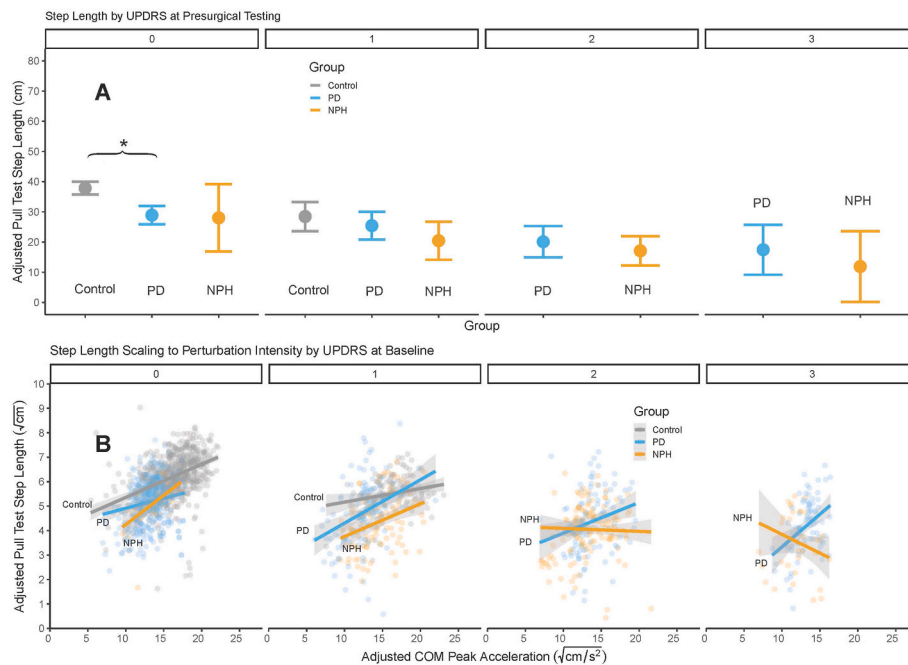 Step Length by UPDRS at Presurgical Testing
0 1 2 3
A
Group
Control
PD
NPH
*
Adjusted Pull Test Step Length (cm)
80
70
60
50
40
30
20
10
0
Control PD NPH
Control PD NPH
PD NPH
PD NPH
Group
Step Length Scaling to Perturbation Intensity by UPDRS at Baseline
0 1 2 3
B
Group
Control
PD
NPH
Adjusted Pull Test Step Length (√cm)
10
9
8
7
6
5
4
3
2
1
0
Control
PD
NPH
Control
PD
NPH
NPH
PD
NPH
PD
0 5 10 15 20 25 0 5 10 15 20 25 0 5 10 15 20 25 0 5 10 15 20 25
Adjusted COM Peak Acceleration (√cm/s²)